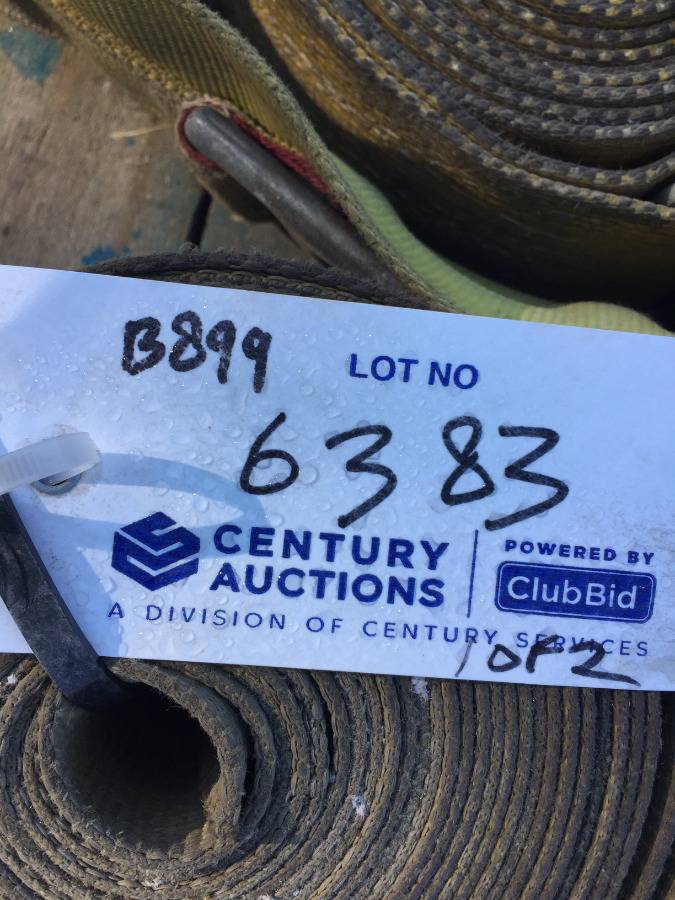 B899
LOT NO
6383
CENTURY
AUCTIONS
POWERED BY
ClubBid
A DIVISION OF CENTURY SERVICES
1 OF 2